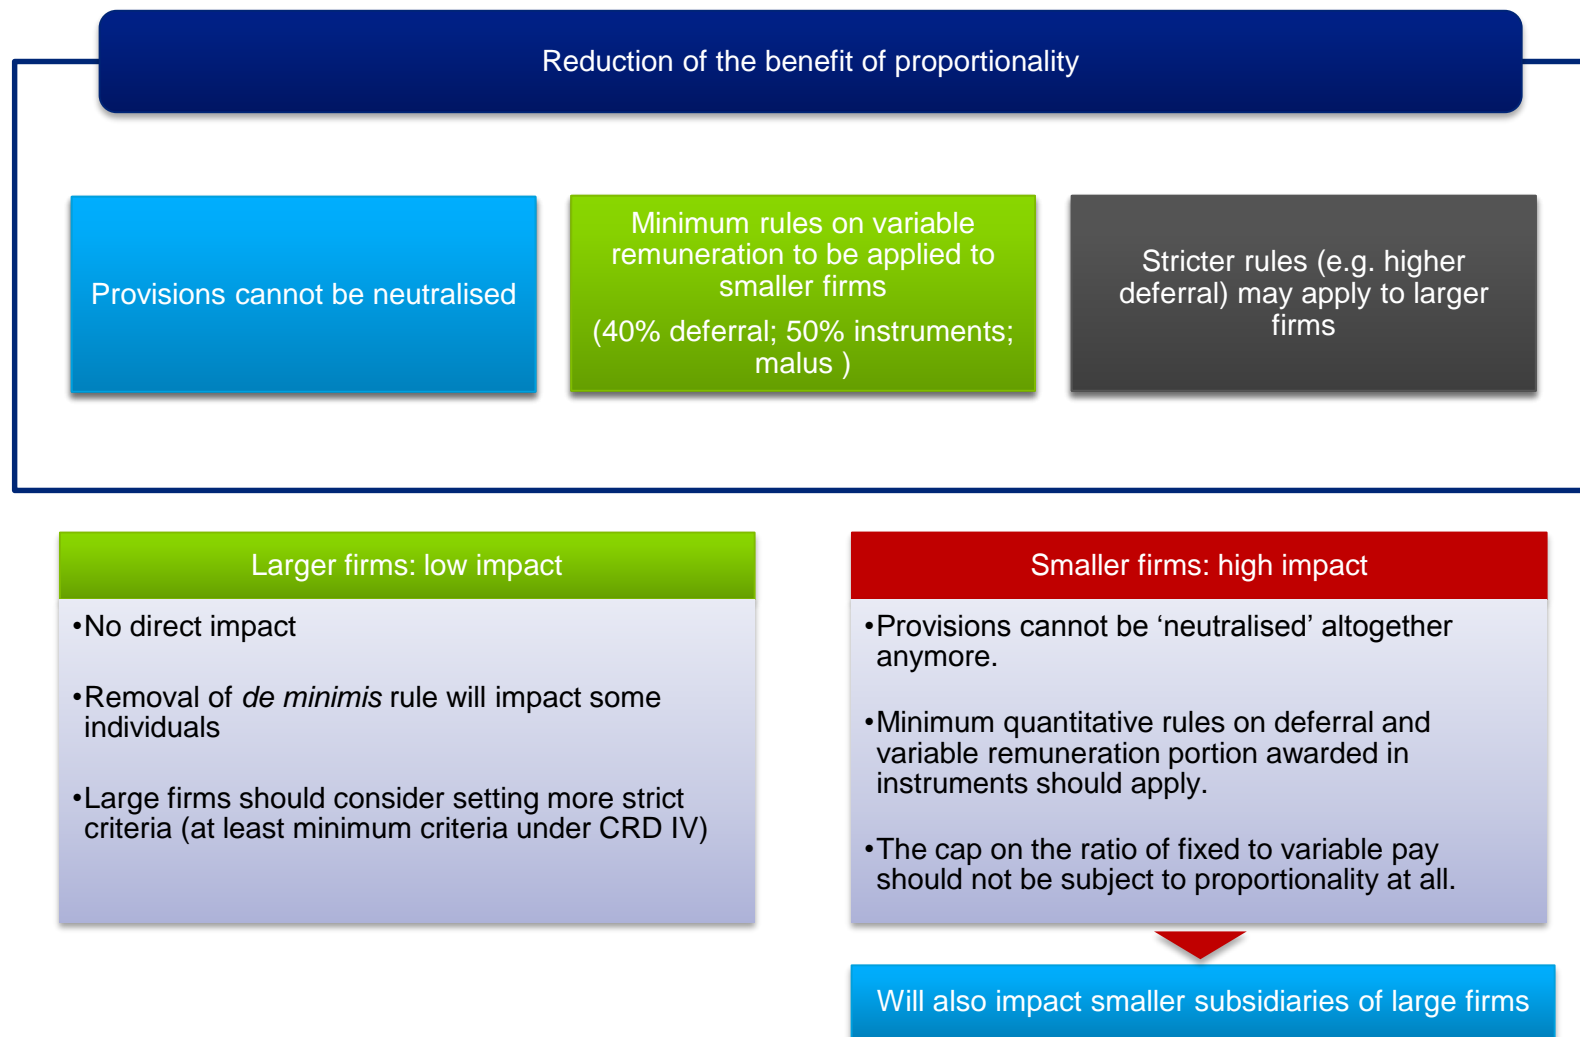 Reduction of the benefit of proportionality
Provisions cannot be neutralised
Minimum rules on variable
remuneration to be applied to
smaller firms
(40% deferral; 50% instruments;
malus )
Stricter rules (e.g. higher
deferral) may apply to larger
firms
Larger firms: low impact
•No direct impact
•Removal of de minimis rule will impact some
individuals
•Large firms should consider setting more strict
criteria (at least minimum criteria under CRD IV)
Smaller firms: high impact
•Provisions cannot be ‘neutralised’ altogether
anymore.
•Minimum quantitative rules on deferral and
variable remuneration portion awarded in
instruments should apply.
•The cap on the ratio of fixed to variable pay
should not be subject to proportionality at all.
Will also impact smaller subsidiaries of large firms